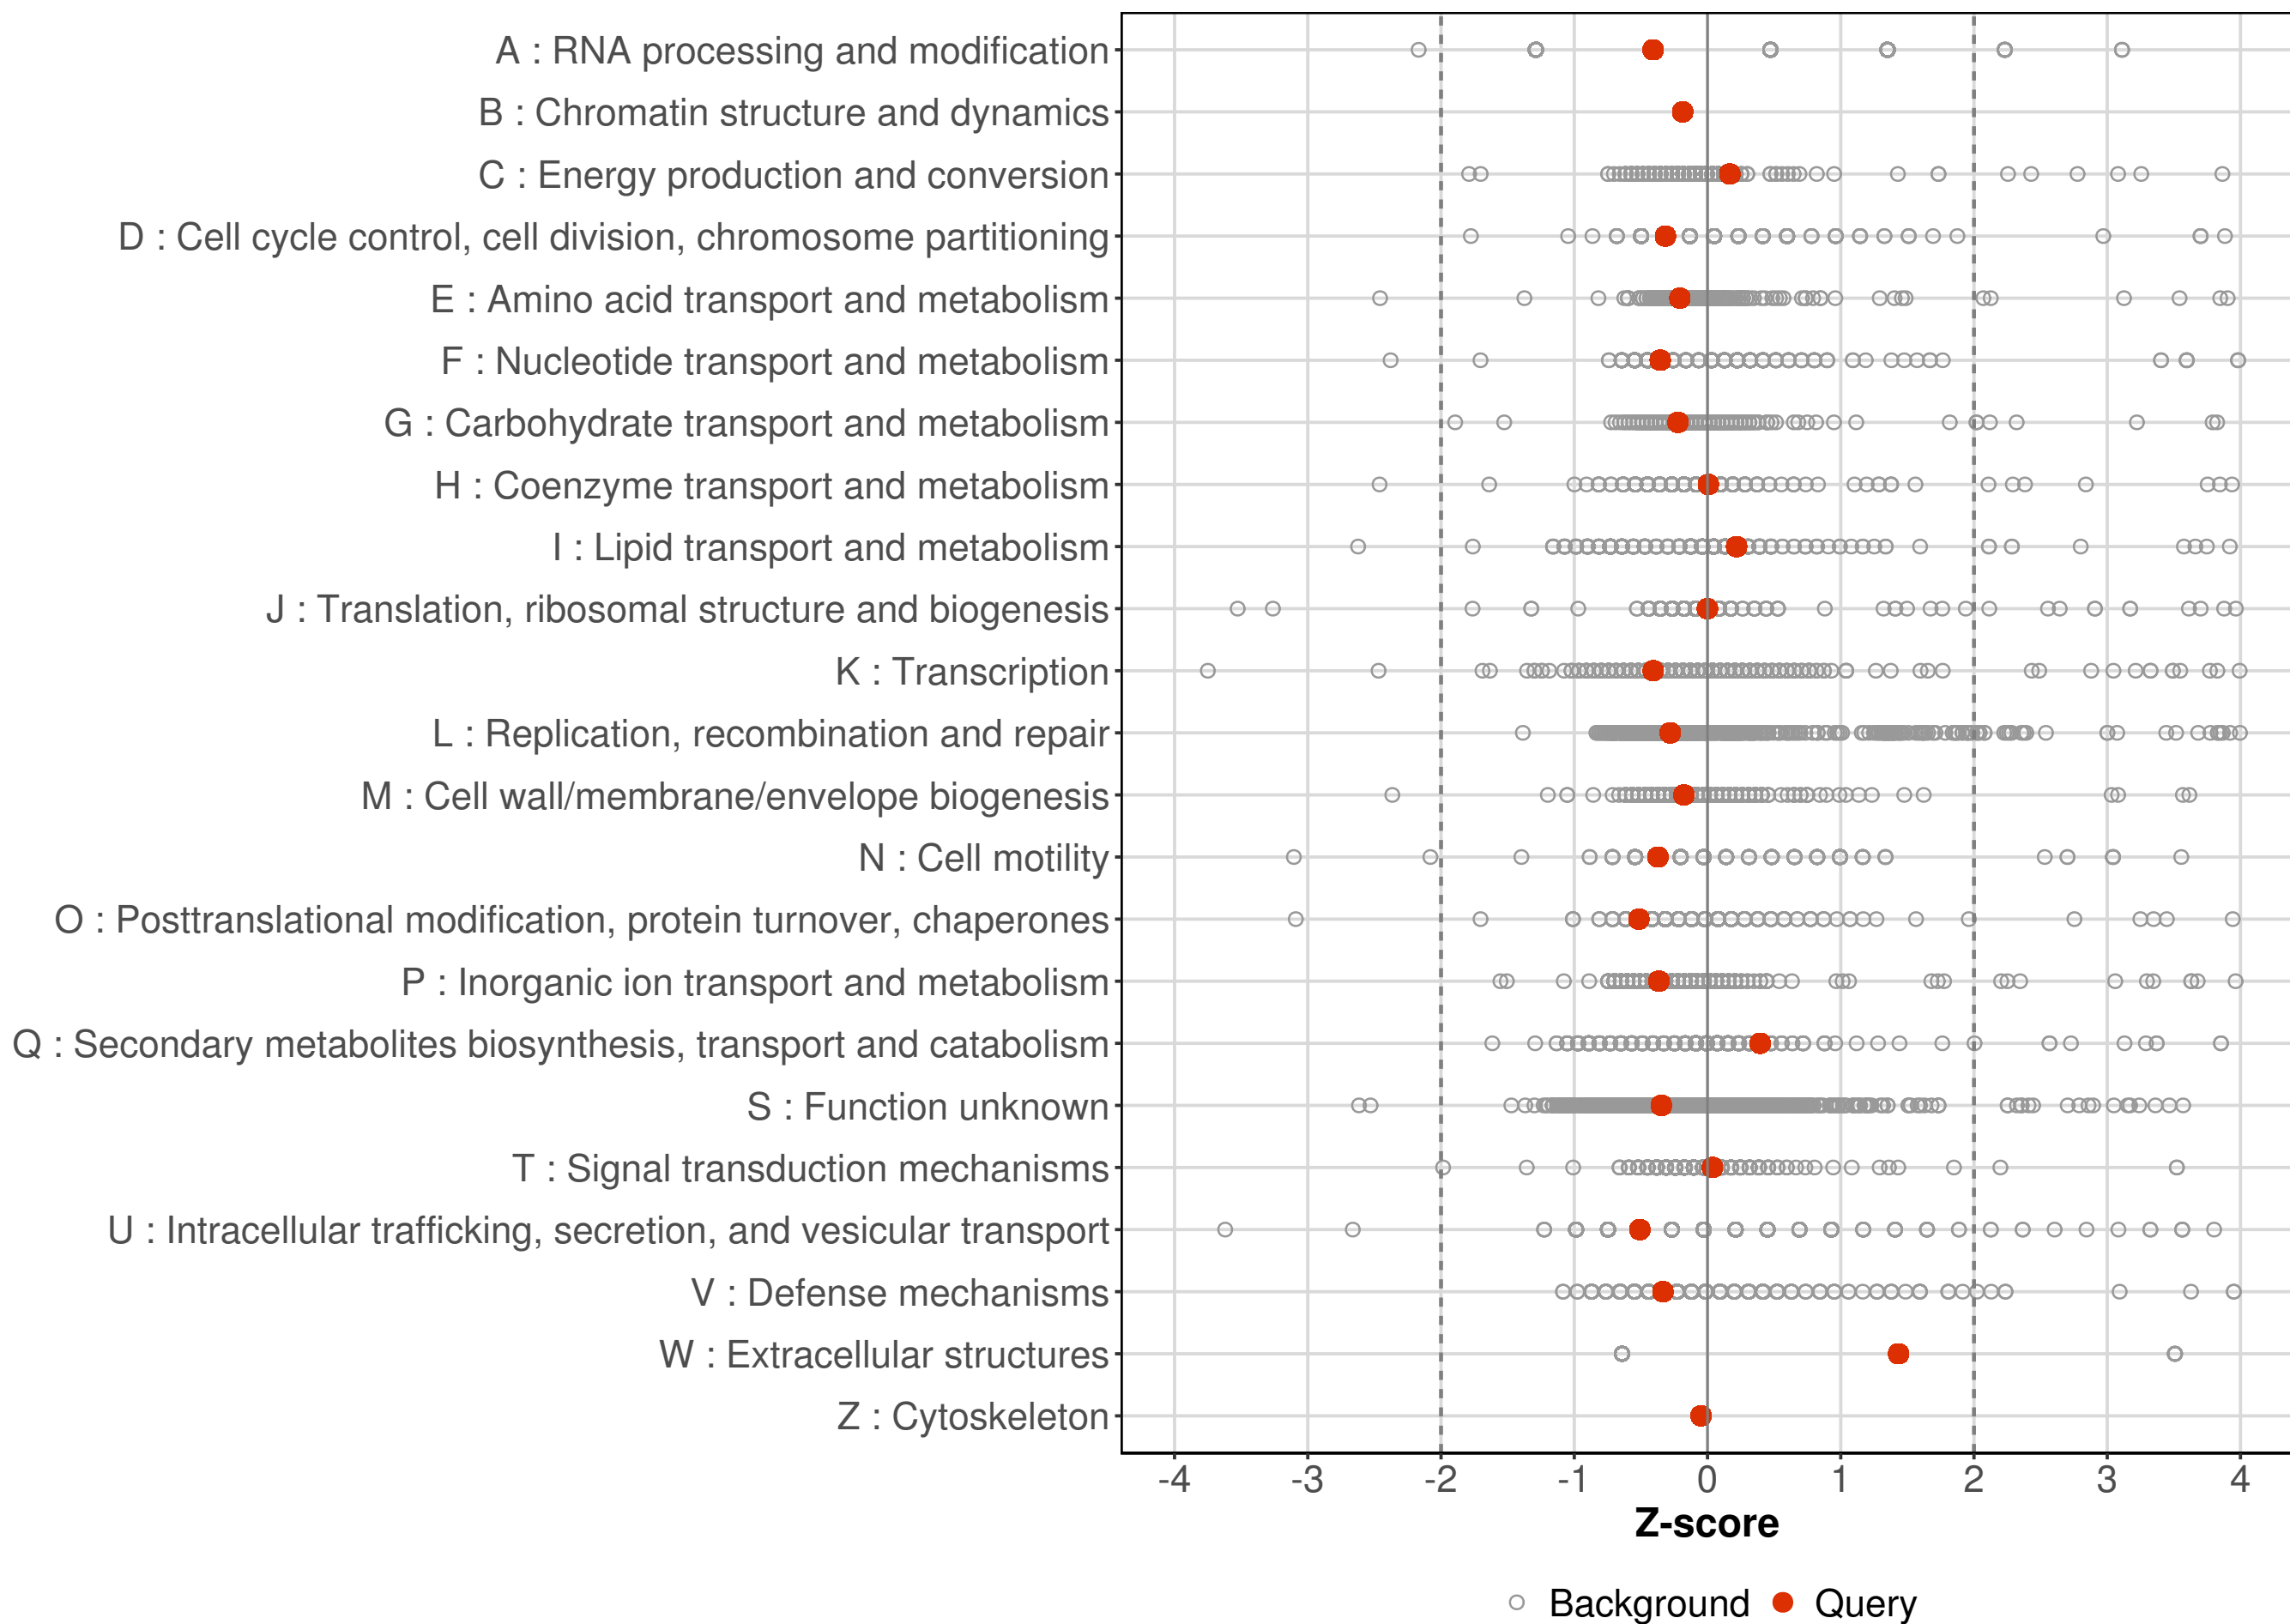 A : RNA processing and modification
B : Chromatin structure and dynamics
C : Energy production and conversion
D : Cell cycle control, cell division, chromosome partitioning
E : Amino acid transport and metabolism
F : Nucleotide transport and metabolism
G : Carbohydrate transport and metabolism
H : Coenzyme transport and metabolism
I : Lipid transport and metabolism
J : Translation, ribosomal structure and biogenesis
K : Transcription
L : Replication, recombination and repair
M : Cell wall/membrane/envelope biogenesis
N : Cell motility
O : Posttranslational modification, protein turnover, chaperones
P : Inorganic ion transport and metabolism
Q : Secondary metabolites biosynthesis, transport and catabolism
S : Function unknown
T : Signal transduction mechanisms
U : Intracellular trafficking, secretion, and vesicular transport
V : Defense mechanisms
W : Extracellular structures
Z : Cytoskeleton
-4 -3 -2 -1 0 1 2 3 4
Z-score
Background Query